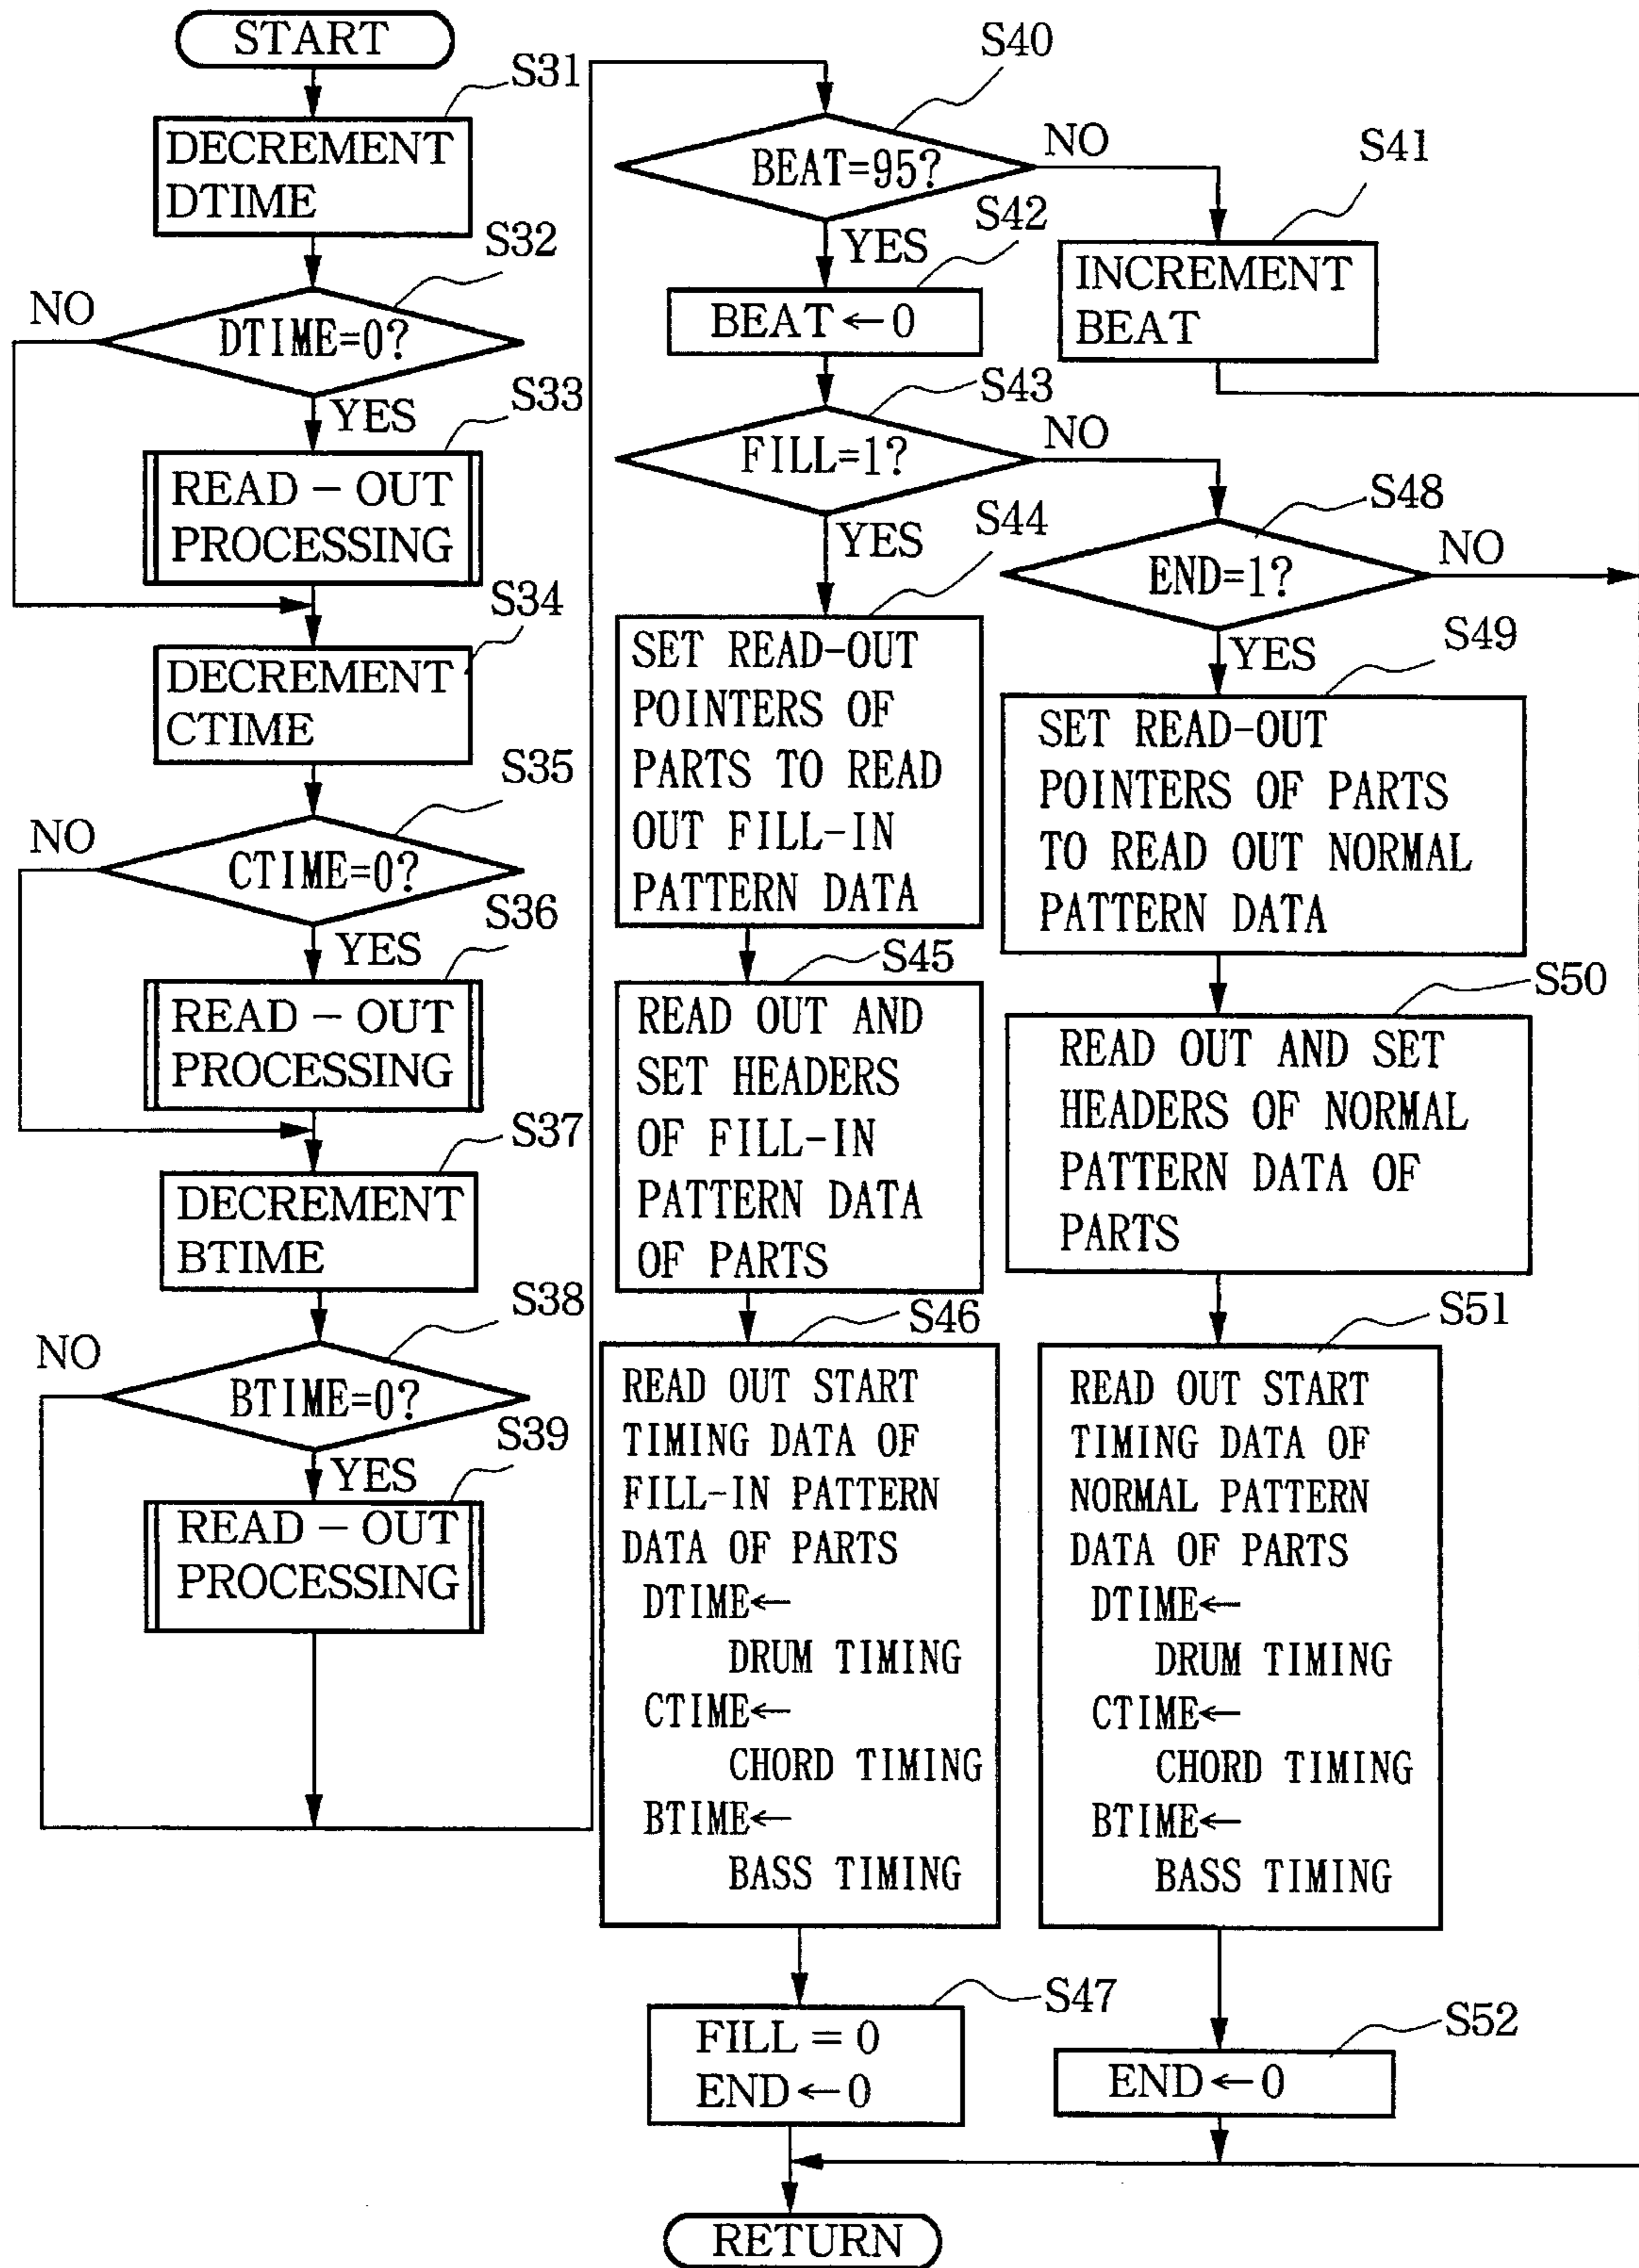 START
S31
DECREMENT
DTIME
S32
DTIME=0?
NO
YES
S33
READ - OUT
PROCESSING
S34
DECREMENT
CTIME
S35
CTIME=0?
NO
YES
S36
READ - OUT
PROCESSING
S37
DECREMENT
BTIME
S38
BTIME=0?
NO
YES
S39
READ - OUT
PROCESSING
S40
BEAT=95?
NO
YES
S41
INCREMENT
BEAT
S42
BEAT←0
S43
FILL=1?
NO
YES
S44
SET READ-OUT
POINTERS OF
PARTS TO READ
OUT FILL-IN
PATTERN DATA
S45
READ OUT AND
SET HEADERS
OF FILL-IN
PATTERN DATA
OF PARTS
S46
READ OUT START
TIMING DATA OF
FILL-IN PATTERN
DATA OF PARTS
DTIME←
DRUM TIMING
CTIME←
CHORD TIMING
BTIME←
BASS TIMING
S47
FILL = 0
END←0
S48
END=1?
NO
YES
S49
SET READ-OUT
POINTERS OF PARTS
TO READ OUT NORMAL
PATTERN DATA
S50
READ OUT AND SET
HEADERS OF NORMAL
PATTERN DATA OF
PARTS
S51
READ OUT START
TIMING DATA OF
NORMAL PATTERN
DATA OF PARTS
DTIME←
DRUM TIMING
CTIME←
CHORD TIMING
BTIME←
BASS TIMING
S52
END←0
RETURN